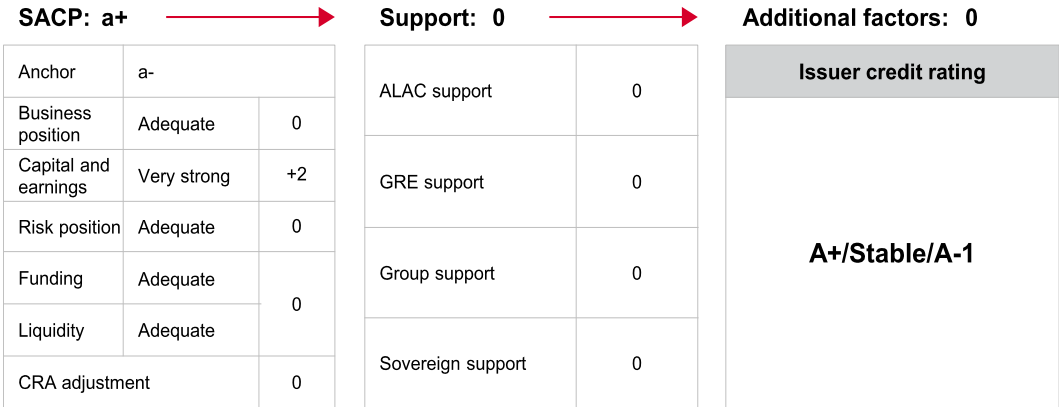 SACP: a+
Support: 0
Additional factors: 0
Anchor
a-
Business
position
Adequate
0
Capital and
earnings
Very strong
+2
Risk position
Adequate
0
Funding
Adequate
0
Liquidity
Adequate
CRA adjustment
0
ALAC support
0
GRE support
0
Group support
0
Sovereign support
0
Issuer credit rating
A+/Stable/A-1